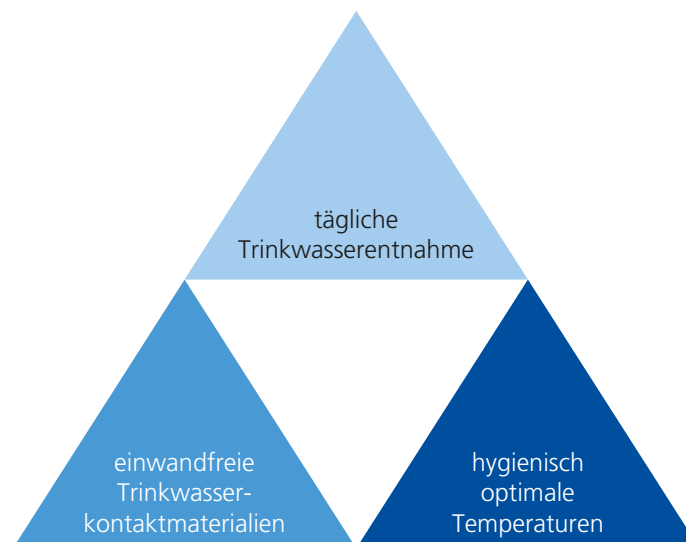 tägliche
Trinkwasserentnahme
einwandfreie
Trinkwasser-
kontaktmaterialien
hygienisch
optimale
Temperaturen